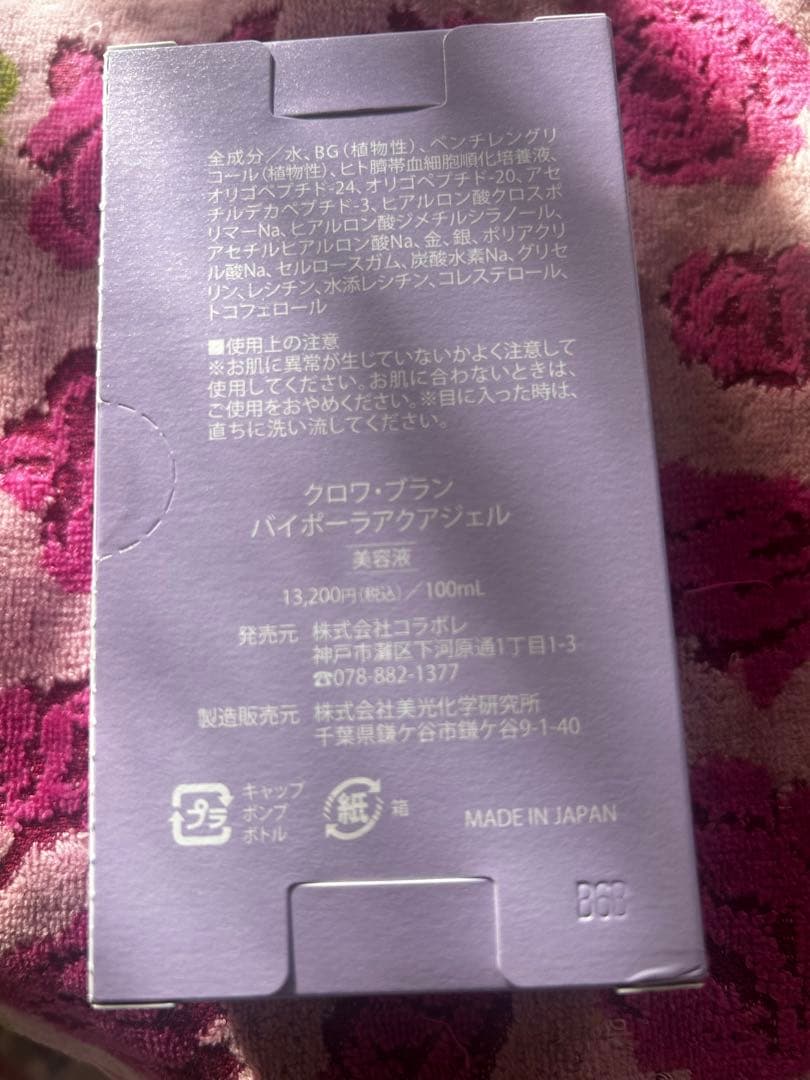 全成分／水、BG（植物性）、ペンチレングリ
コール（植物性）、ヒト臍帯血細胞順化培養液、
オリゴペプチド-24、オリゴペプチド-20、アセ
チルデカペプチド-3、ヒアルロン酸クロスポ
リマーNa、ヒアルロン酸ジメチルシラノール、
アセチルヒアルロン酸Na、金、銀、ポリアクリ
ル酸Na、セルロースガム、炭酸水素Na、グリセ
リン、レシチン、水添レシチン、コレステロール、
トコフェロール
■使用上の注意
※お肌に異常が生じていないかよく注意して
使用してください。お肌に合わないときは、
ご使用をおやめください。※目に入った時は、
直ちに洗い流してください。
クロワ・ブラン
バイポーラアクアジェル
美容液
13,200円（税込）／100mL
発売元 株式会社コラボレ
神戸市灘区下河原通1丁目1-3
☎078-882-1377
製造販売元 株式会社美光化学研究所
千葉県鎌ケ谷市鎌ケ谷9-1-40
プラ キャップ
ポンプ
ボトル
紙 箱
MADE IN JAPAN
B6B